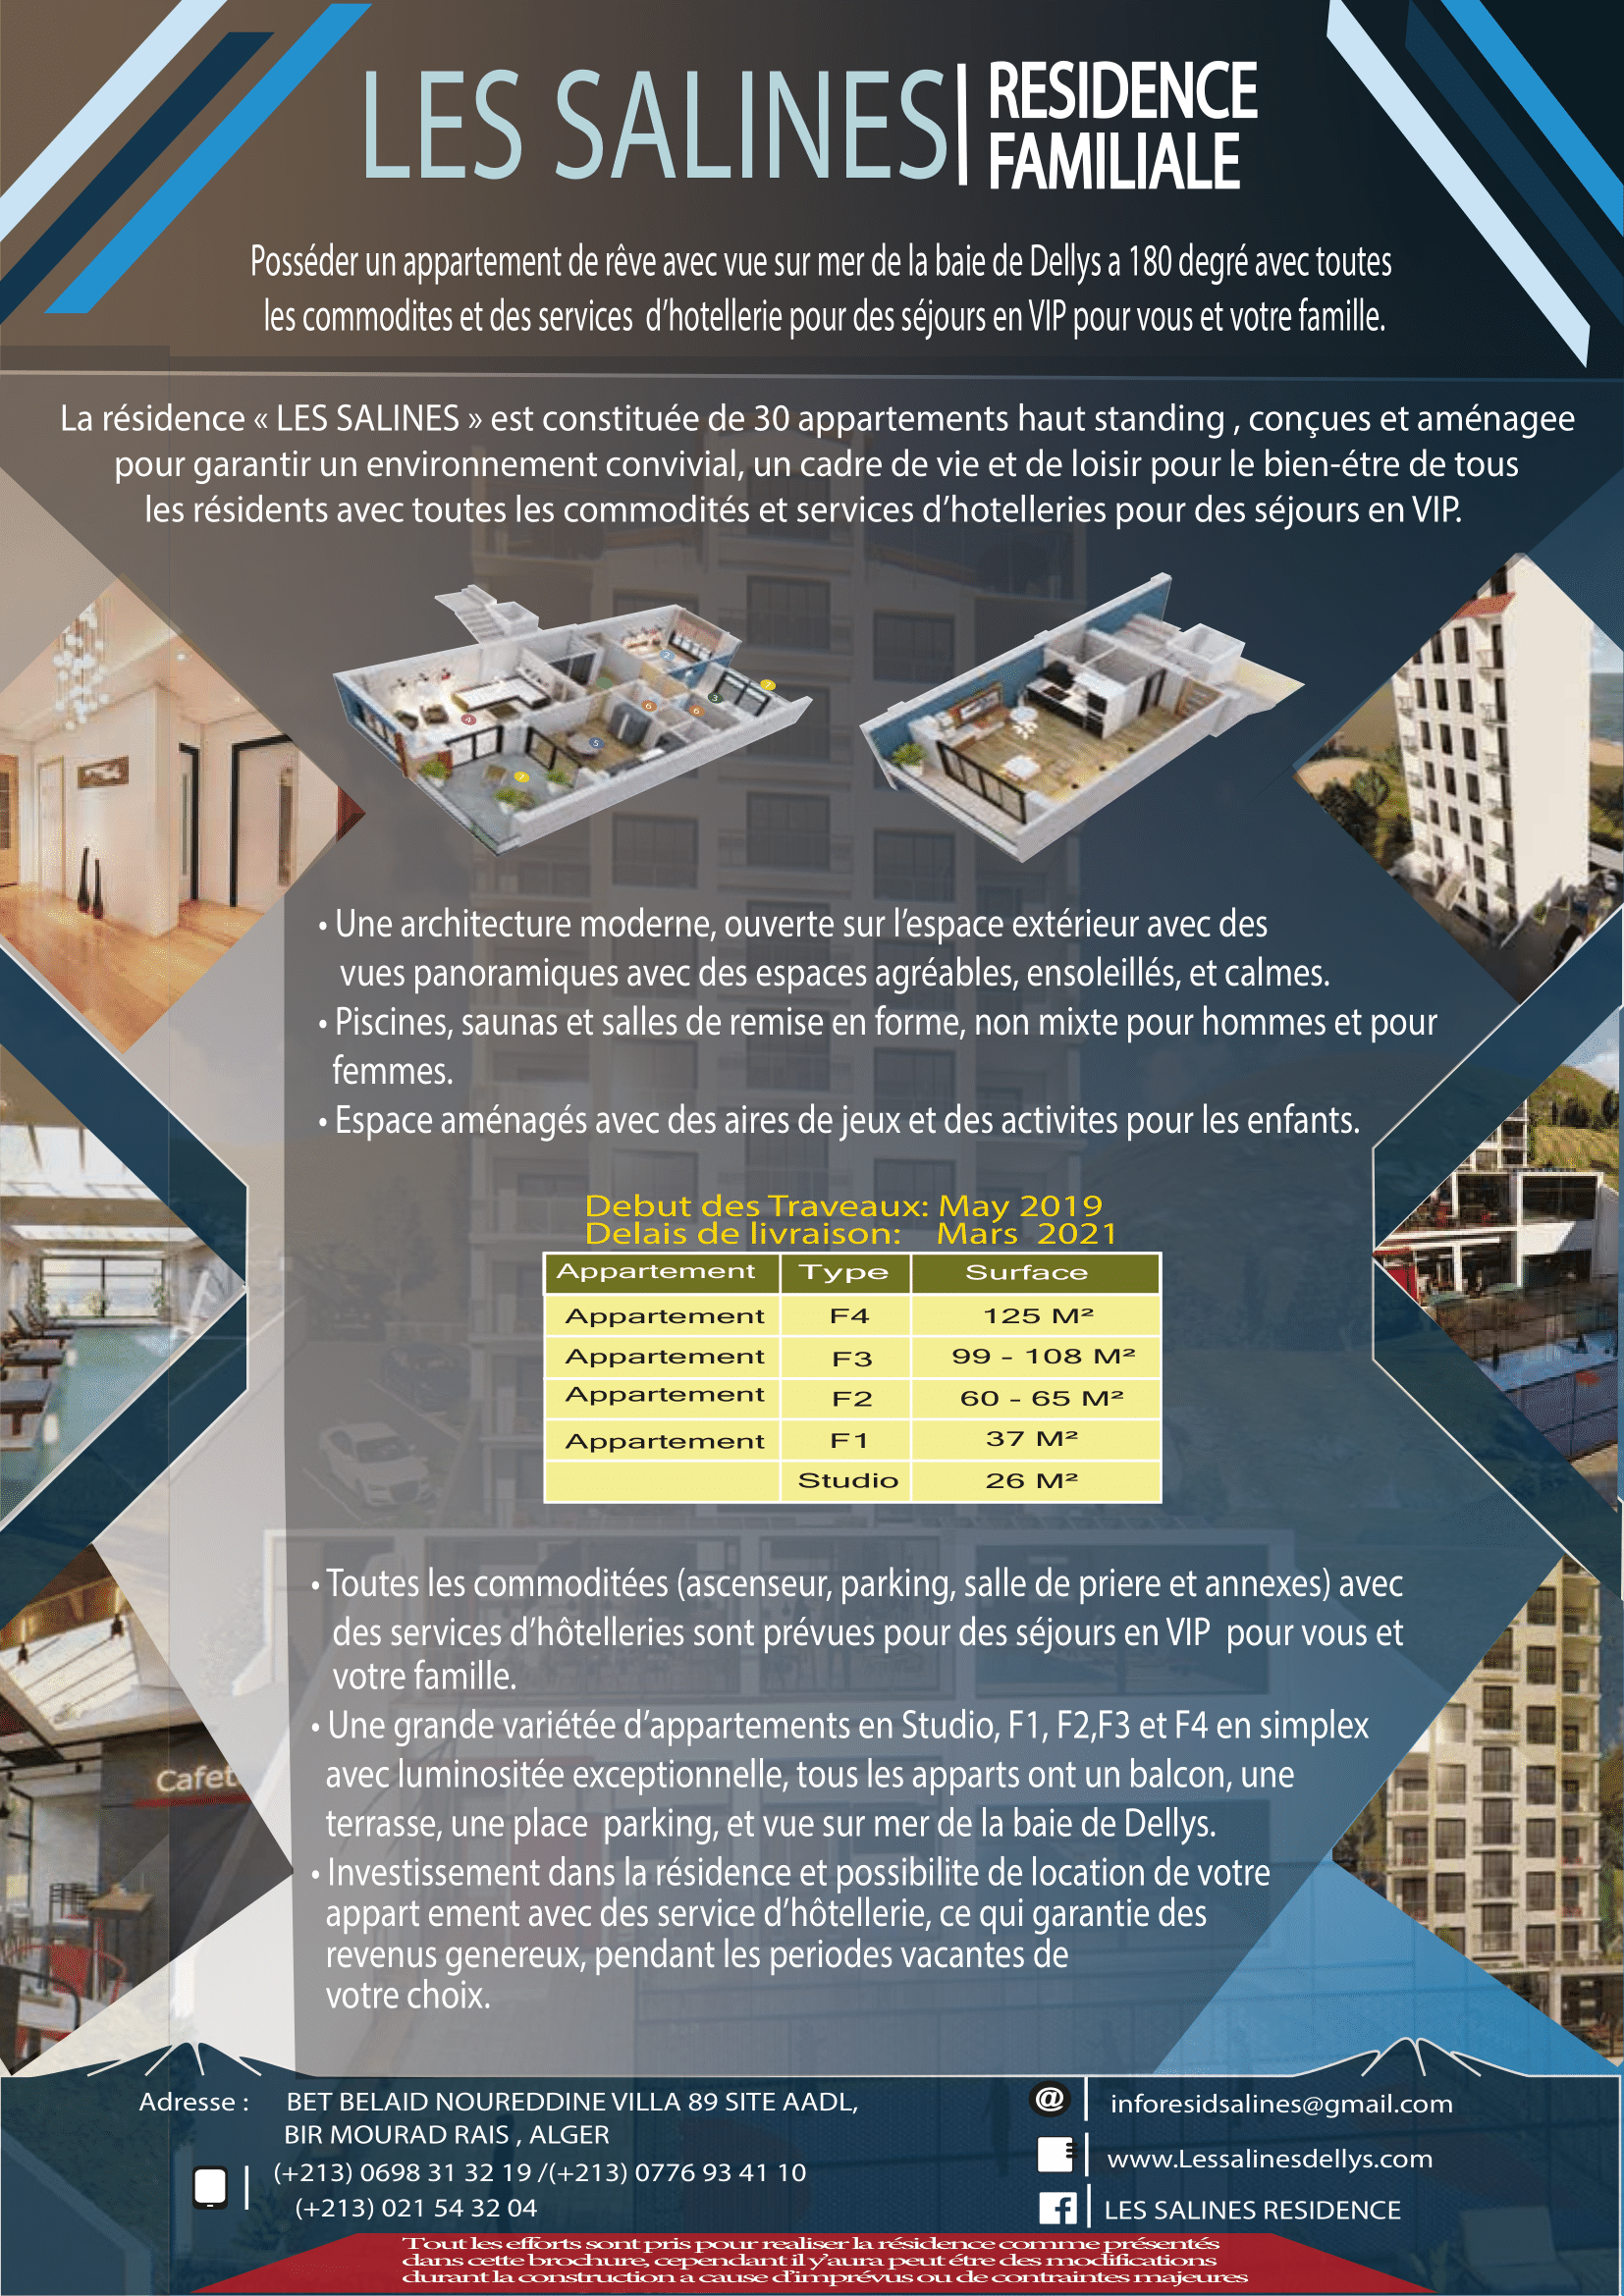 LES SALINES
RESIDENCE
FAMILIALE
Posséder un appartement de rêve avec vue sur mer de la baie de Dellys a 180 degré avec toutes
les commodites et des services d'hotellerie pour des séjours en VIP pour vous et votre famille.
La résidence « LES SALINES » est constituée de 30 appartements haut standing , conçues et aménagee
pour garantir un environnement convivial, un cadre de vie et de loisir pour le bien-étre de tous
les résidents avec toutes les commodités et services d'hotelleries pour des séjours en VIP.
• Une architecture moderne, ouverte sur l'espace extérieur avec des
vues panoramiques avec des espaces agréables, ensoleillés, et calmes.
• Piscines, saunas et salles de remise en forme, non mixte pour hommes et pour
femmes.
• Espace aménagés avec des aires de jeux et des activites pour les enfants.
Debut des Traveaux: May 2019
Delais de livraison: Mars 2021
Appartement Type Surface
Appartement F4 125 M²
Appartement F3 99 - 108 M²
Appartement F2 60 - 65 M²
Appartement F1 37 M²
Studio 26 M²
• Toutes les commoditées (ascenseur, parking, salle de priere et annexes) avec
des services d'hôtelleries sont prévues pour des séjours en VIP pour vous et
votre famille.
• Une grande variétée d'appartements en Studio, F1, F2,F3 et F4 en simplex
avec luminositée exceptionnelle, tous les apparts ont un balcon, une
terrasse, une place parking, et vue sur mer de la baie de Dellys.
• Investissement dans la résidence et possibilite de location de votre
appart ement avec des service d'hôtellerie, ce qui garantie des
revenus genereux, pendant les periodes vacantes de
votre choix.
Cafet
Adresse : BET BELAID NOUREDDINE VILLA 89 SITE AADL,
BIR MOURAD RAIS , ALGER
(+213) 0698 31 32 19 /(+213) 0776 93 41 10
(+213) 021 54 32 04
@ inforesidsalines@gmail.com
www.Lessalinesdellys.com
f LES SALINES RESIDENCE
Tout les efforts sont pris pour realiser la résidence comme présentés
dans cette brochure, cependant il y'aura peut étre des modifications
durant la construction a cause d'imprévus ou de contraintes majeures